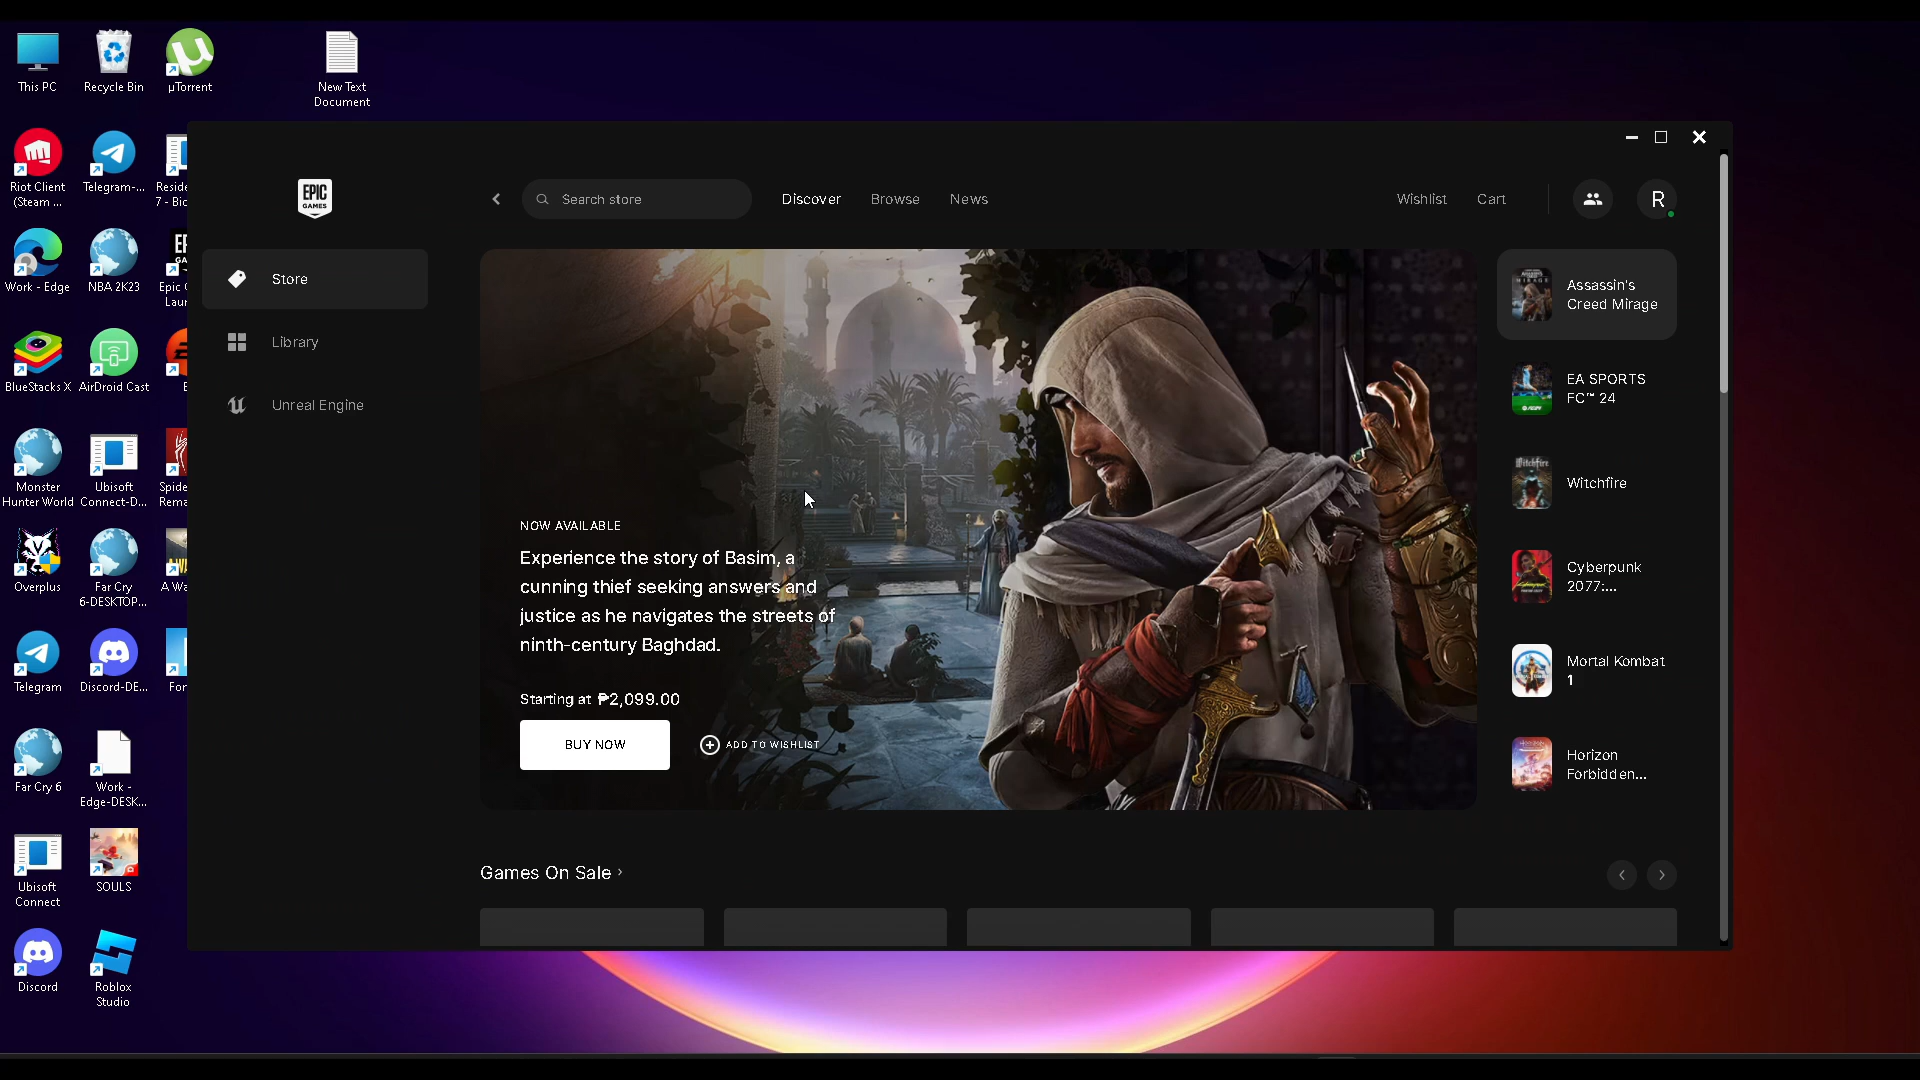 This PC
Recycle Bin
µTorrent
New Text
Document
Riot Client
(Steam ...
Telegram-...
Reside
7 - Bio
Work - Edge
NBA 2K23
Epic
Laun
BlueStacks X
AirDroid Cast
E
Monster
Hunter World
Ubisoft
Connect-D...
Spide
Rema
Overplus
Far Cry
6-DESKTOP...
A Wa
Telegram
Discord-DE...
For
Far Cry 6
Work -
Edge-DESK...
Ubisoft
Connect
SOULS
Discord
Roblox
Studio
EPIC
GAMES
Search store
Discover
Browse
News
Wishlist
Cart
R
Store
Library
Unreal Engine
NOW AVAILABLE
Experience the story of Basim, a
cunning thief seeking answers and
justice as he navigates the streets of
ninth-century Baghdad.
Starting at ₱2,099.00
BUY NOW
ADD TO WISHLIST
Assassin's
Creed Mirage
EA SPORTS
FC™ 24
Witchfire
Witchfire
Cyberpunk
2077:...
Mortal Kombat
1
Horizon
Forbidden...
Games On Sale